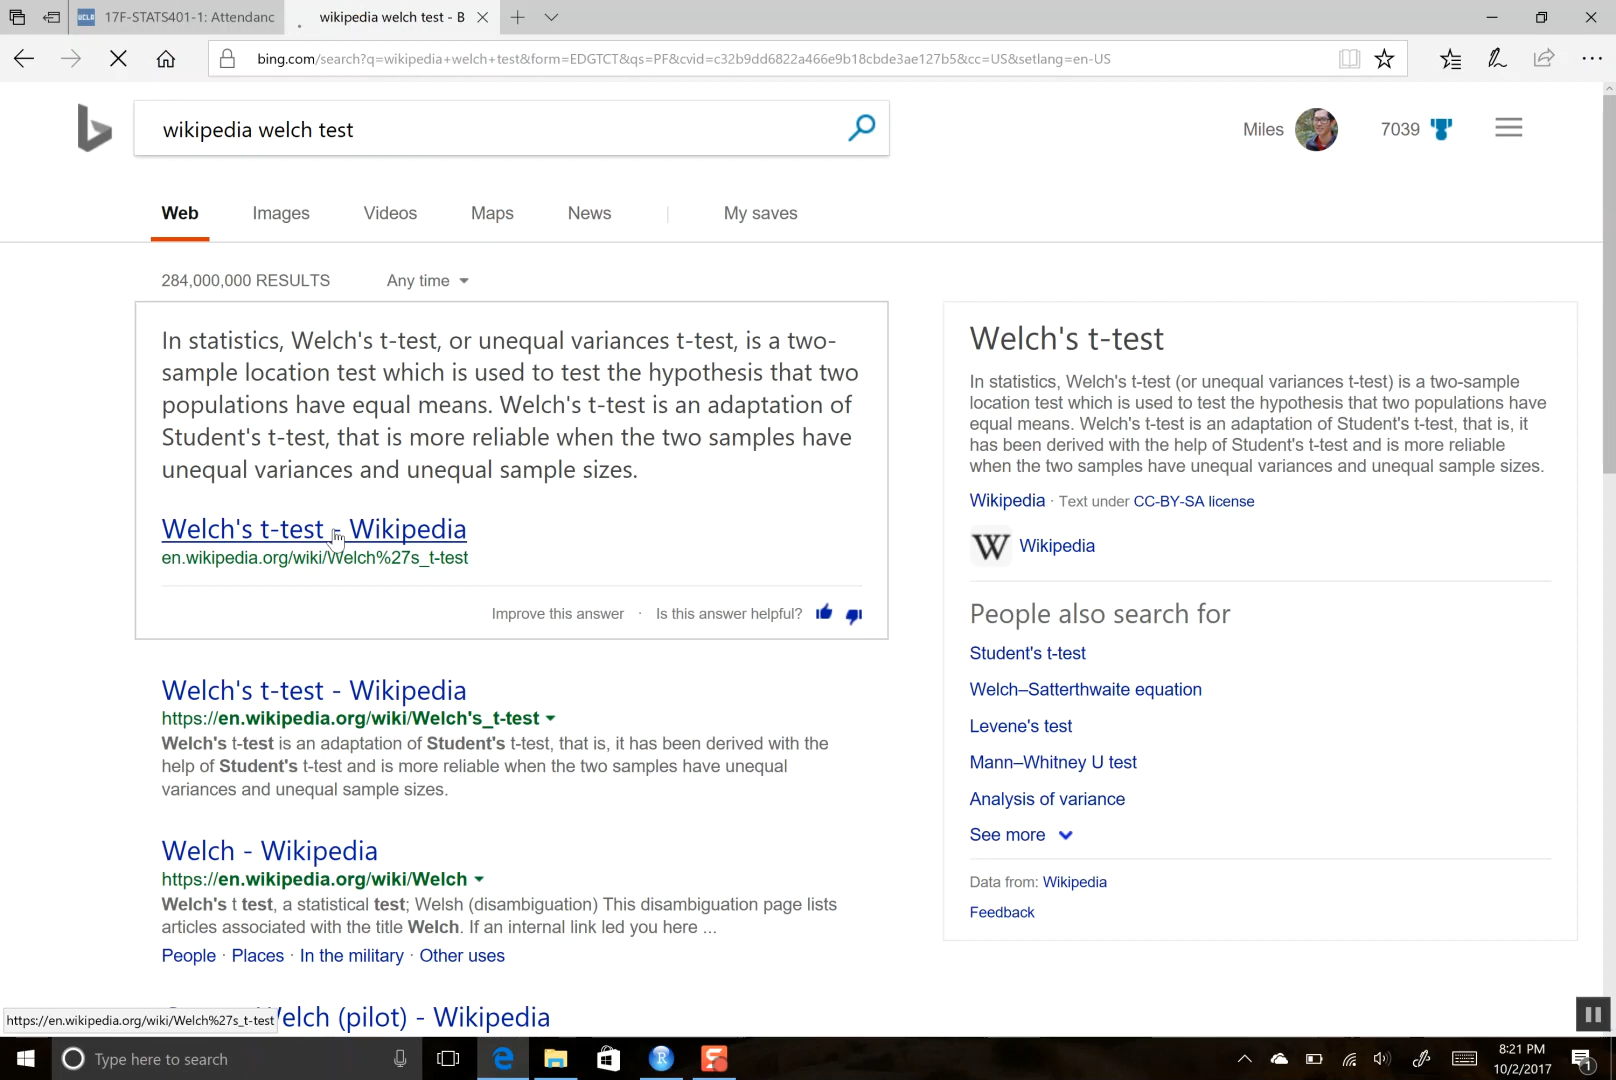 UCLA 17F-STATS401-1: Attendanc
wikipedia welch test - B
bing.com/search?q=wikipedia+welch+test&form=EDGTCT&qs=PF&cvid=c32b9dd6822a466e9b18cbde3ae127b5&cc=US&setlang=en-US
wikipedia welch test
Miles 7039
Web Images Videos Maps News | My saves
284,000,000 RESULTS Any time
In statistics, Welch's t-test, or unequal variances t-test, is a two-
sample location test which is used to test the hypothesis that two
populations have equal means. Welch's t-test is an adaptation of
Student's t-test, that is more reliable when the two samples have
unequal variances and unequal sample sizes.
Welch's t-test - Wikipedia
en.wikipedia.org/wiki/Welch%27s_t-test
Improve this answer · Is this answer helpful?
Welch's t-test - Wikipedia
https://en.wikipedia.org/wiki/Welch's_t-test
Welch's t-test is an adaptation of Student's t-test, that is, it has been derived with the
help of Student's t-test and is more reliable when the two samples have unequal
variances and unequal sample sizes.
Welch - Wikipedia
https://en.wikipedia.org/wiki/Welch
Welch's t test, a statistical test; Welsh (disambiguation) This disambiguation page lists
articles associated with the title Welch. If an internal link led you here ...
People · Places · In the military · Other uses
elch (pilot) - Wikipedia
https://en.wikipedia.org/wiki/Welch%27s_t-test
Welch's t-test
In statistics, Welch's t-test (or unequal variances t-test) is a two-sample
location test which is used to test the hypothesis that two populations have
equal means. Welch's t-test is an adaptation of Student's t-test, that is, it
has been derived with the help of Student's t-test and is more reliable
when the two samples have unequal variances and unequal sample sizes.
Wikipedia · Text under CC-BY-SA license
W Wikipedia
People also search for
Student's t-test
Welch–Satterthwaite equation
Levene's test
Mann–Whitney U test
Analysis of variance
See more
Data from: Wikipedia
Feedback
Type here to search
8:21 PM
10/2/2017
1